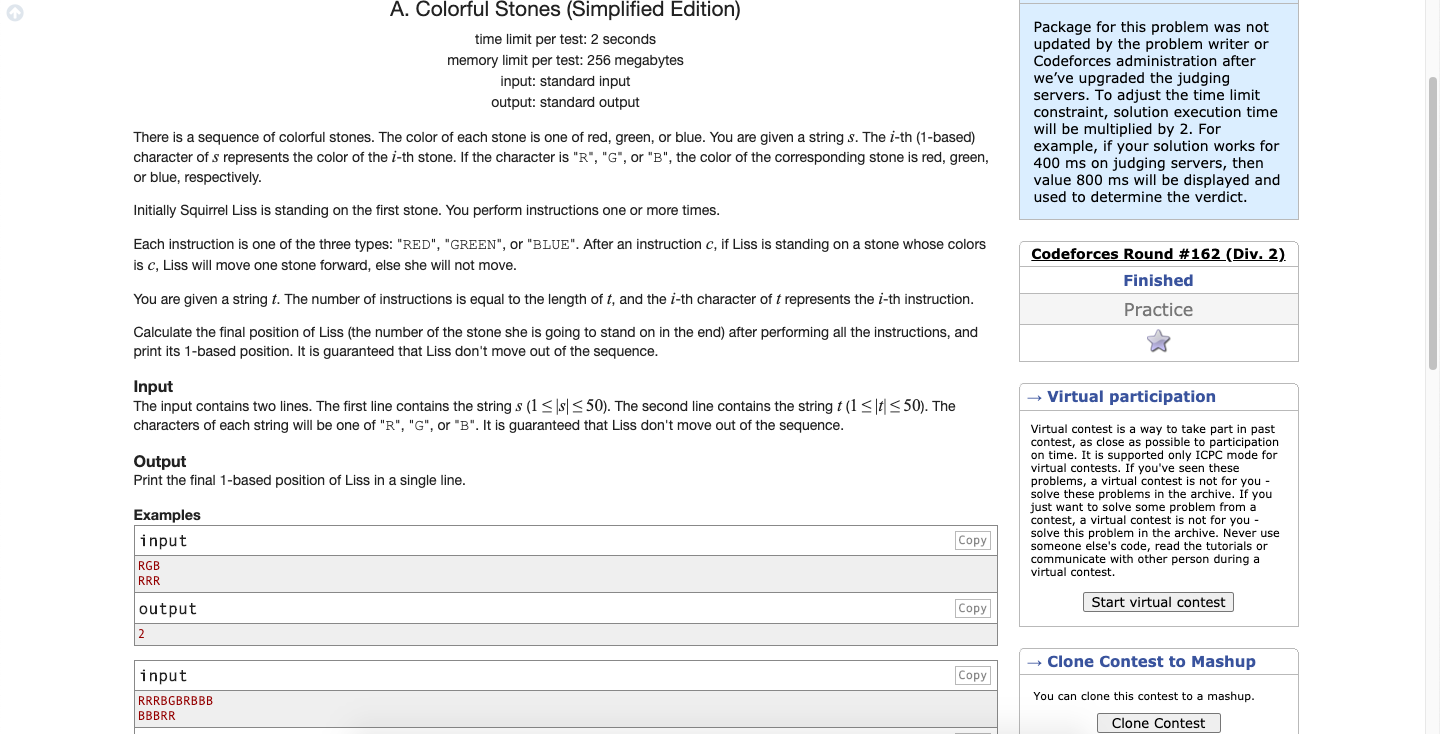 A. Colorful Stones (Simplified Edition)
time limit per test: 2 seconds
memory limit per test: 256 megabytes
input: standard input
output: standard output
There is a sequence of colorful stones. The color of each stone is one of red, green, or blue. You are given a string s. The i-th (1-based)
character of s represents the color of the i-th stone. If the character is "R", "G", or "B", the color of the corresponding stone is red, green,
or blue, respectively.
Initially Squirrel Liss is standing on the first stone. You perform instructions one or more times.
Each instruction is one of the three types: "RED", "GREEN", or "BLUE". After an instruction c, if Liss is standing on a stone whose colors
is c, Liss will move one stone forward, else she will not move.
You are given a string t. The number of instructions is equal to the length of t, and the i-th character of t represents the i-th instruction.
Calculate the final position of Liss (the number of the stone she is going to stand on in the end) after performing all the instructions, and
print its 1-based position. It is guaranteed that Liss don't move out of the sequence.
Input
The input contains two lines. The first line contains the string s (1 ≤ |s| ≤ 50). The second line contains the string t (1 ≤ |t| ≤ 50). The
characters of each string will be one of "R", "G", or "B". It is guaranteed that Liss don't move out of the sequence.
Output
Print the final 1-based position of Liss in a single line.
Examples
input
Copy
RGB
RRR
output
Copy
2
input
Copy
RRRBGBRBBB
BBBRR
Package for this problem was not
updated by the problem writer or
Codeforces administration after
we've upgraded the judging
servers. To adjust the time limit
constraint, solution execution time
will be multiplied by 2. For
example, if your solution works for
400 ms on judging servers, then
value 800 ms will be displayed and
used to determine the verdict.
Codeforces Round #162 (Div. 2)
Finished
Practice
→ Virtual participation
Virtual contest is a way to take part in past
contest, as close as possible to participation
on time. It is supported only ICPC mode for
virtual contests. If you've seen these
problems, a virtual contest is not for you -
solve these problems in the archive. If you
just want to solve some problem from a
contest, a virtual contest is not for you -
solve this problem in the archive. Never use
someone else's code, read the tutorials or
communicate with other person during a
virtual contest.
Start virtual contest
→ Clone Contest to Mashup
You can clone this contest to a mashup.
Clone Contest